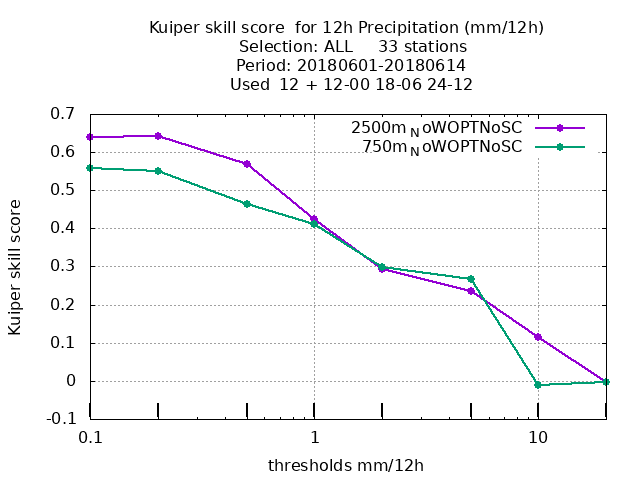 Kuiper skill score  for 12h Precipitation (mm/12h)
Selection: ALL     33 stations
Period: 20180601-20180614
Used  12 + 12-00 18-06 24-12
2500m_NoWOPTNoSC
750m_NoWOPTNoSC
Kuiper skill score
0.7
0.6
0.5
0.4
0.3
0.2
0.1
0
-0.1
0.1 1 10
thresholds mm/12h